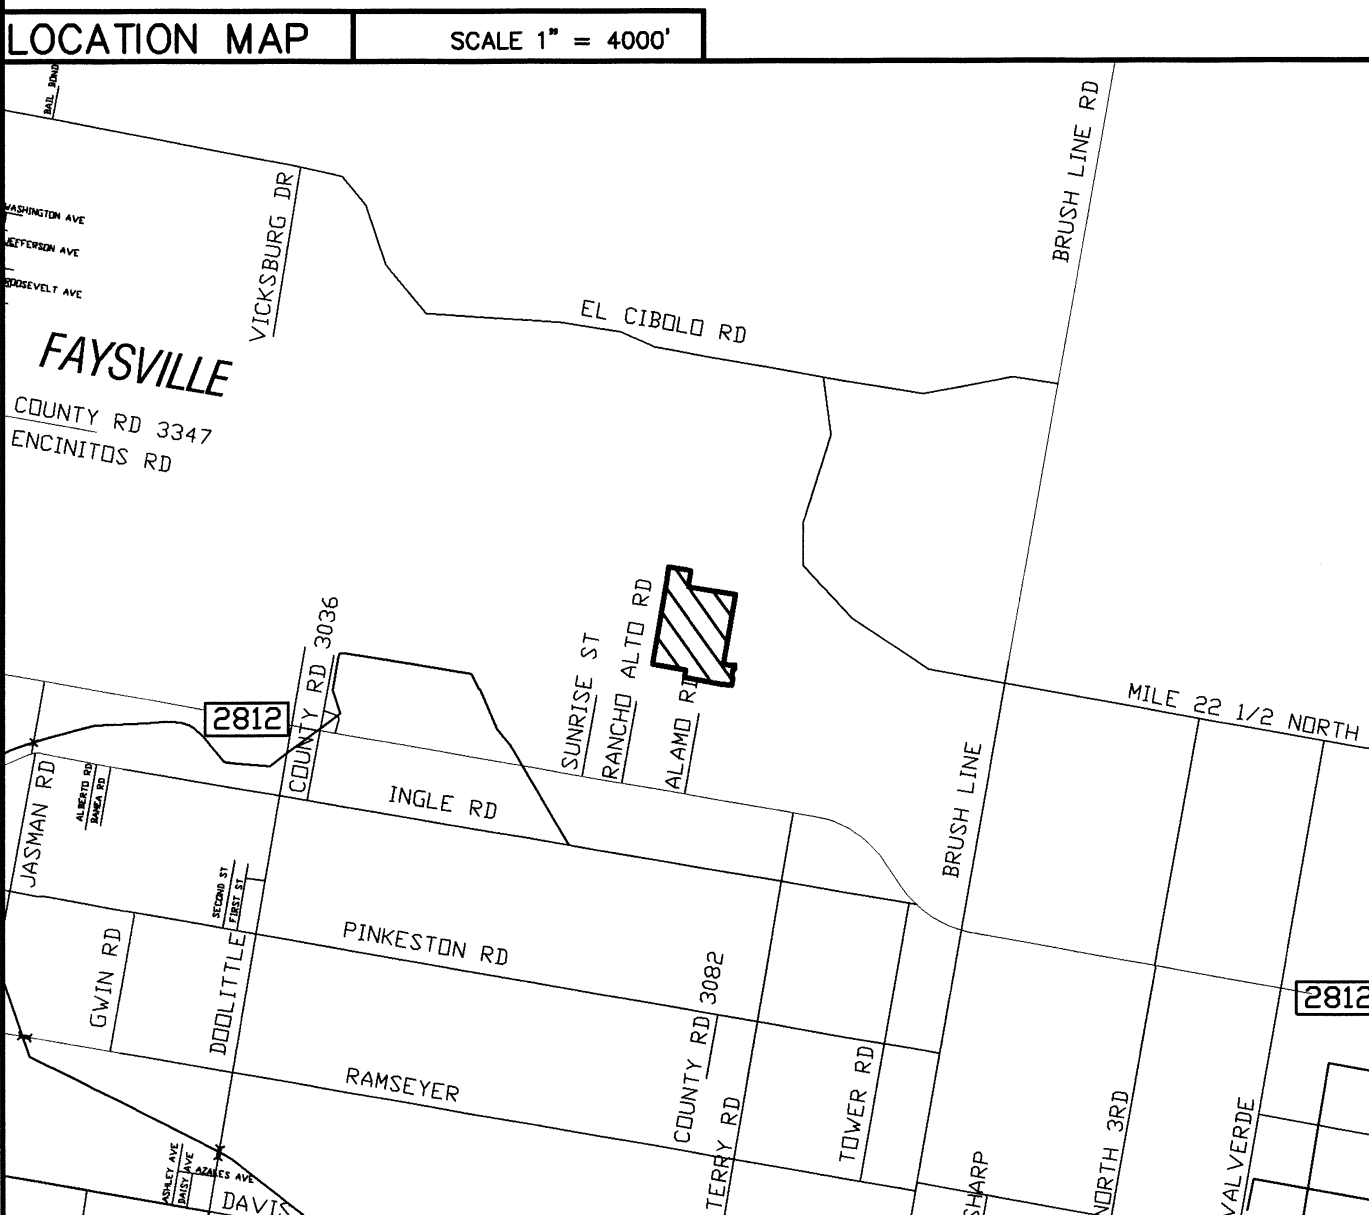 LOCATION MAP
SCALE 1" = 4000'
BAIL BOND
BRUSH LINE RD
WASHINGTON AVE
JEFFERSON AVE
ROOSEVELT AVE
VICKSBURG DR
EL CIBOLO RD
FAYSVILLE
COUNTY RD 3347
ENCINITOS RD
COUNTY RD 3036
SUNRISE ST
RANCHO ALTO RD
ALAMO RD
2812
MILE 22 1/2 NORTH
JASMAN RD
ALBERTO RD
RAMEA RD
INGLE RD
BRUSH LINE
SECOND ST
FIRST ST
GWIN RD
DOOLITTLE
PINKESTON RD
COUNTY RD 3082
2812
RAMSEYER
TERRY RD
TOWER RD
SHARP
NORTH 3RD
VALVERDE
ASHLEY AVE
DAISY AVE
AZALES AVE
DAVIS